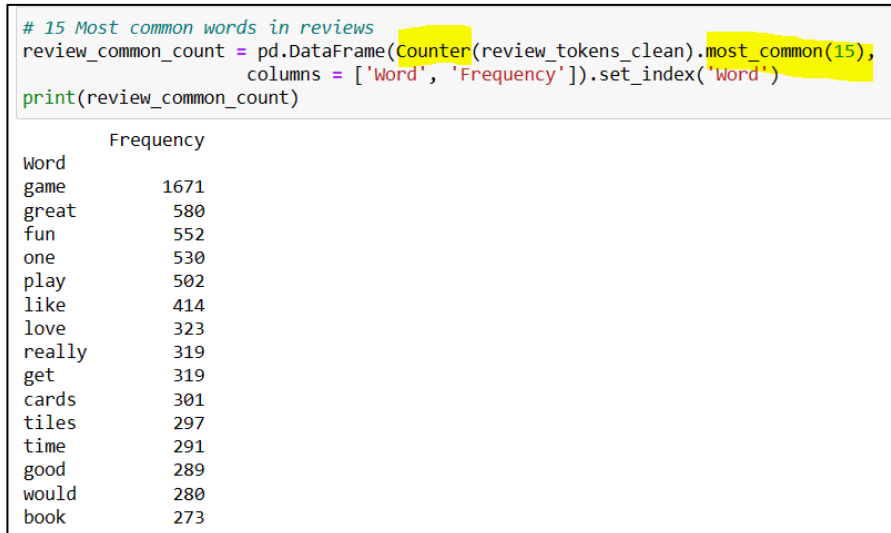 # 15 Most common words in reviews
review_common_count = pd.DataFrame(Counter(review_tokens_clean).most_common(15),
columns = ['Word', 'Frequency']).set_index('Word')
print(review_common_count)
Frequency
Word
game 1671
great 580
fun 552
one 530
play 502
like 414
love 323
really 319
get 319
cards 301
tiles 297
time 291
good 289
would 280
book 273